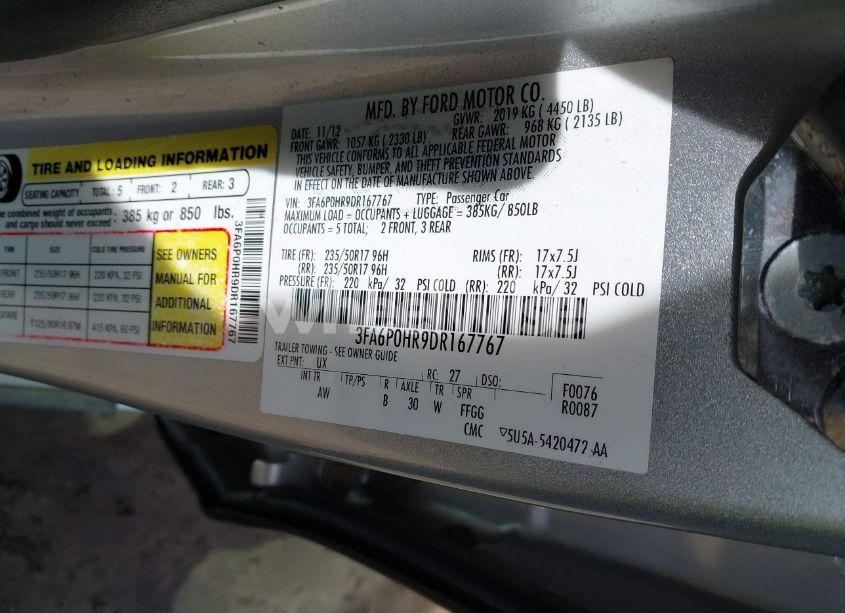 TIRE AND LOADING INFORMATION
SEATING CAPACITY TOTAL: 5 FRONT: 2 REAR: 3
combined weight of occupants and cargo should never exceed: 385 kg or 850 lbs.
TIRE SIZE COLD TIRE PRESSURE
FRONT 235/50R17 96H 220 KPA, 32 PSI
REAR 235/50R17 96H 220 KPA, 32 PSI
SPARE T125/80R16 97M 415 KPA, 60 PSI
SEE OWNERS
MANUAL FOR
ADDITIONAL
INFORMATION
3FA6P0HR9DR167767
MFD. BY FORD MOTOR CO.
DATE: 11/12 GVWR: 2019 KG ( 4450 LB)
FRONT GAWR: 1057 KG ( 2330 LB) REAR GAWR: 968 KG ( 2135 LB)
THIS VEHICLE CONFORMS TO ALL APPLICABLE FEDERAL MOTOR
VEHICLE SAFETY, BUMPER, AND THEFT PREVENTION STANDARDS
IN EFFECT ON THE DATE OF MANUFACTURE SHOWN ABOVE.
VIN: 3FA6P0HR9DR167767 TYPE: Passenger Car
MAXIMUM LOAD = OCCUPANTS + LUGGAGE = 385KG/ 850LB
OCCUPANTS = 5 TOTAL; 2 FRONT, 3 REAR
TIRE (FR): 235/50R17 96H RIMS (FR): 17x7.5J
(RR): 235/50R17 96H (RR): 17x7.5J
PRESSURE (FR): 220 kPa/ 32 PSI COLD (RR): 220 kPa/ 32 PSI COLD
3FA6P0HR9DR167767
TRAILER TOWING - SEE OWNER GUIDE
EXT PNT: UX RC: 27 DSO:
INT TR TP/PS R AXLE TR SPR
AW B 30 W FFGG
CMC
F0076
R0087
5U5A-5420472-AA